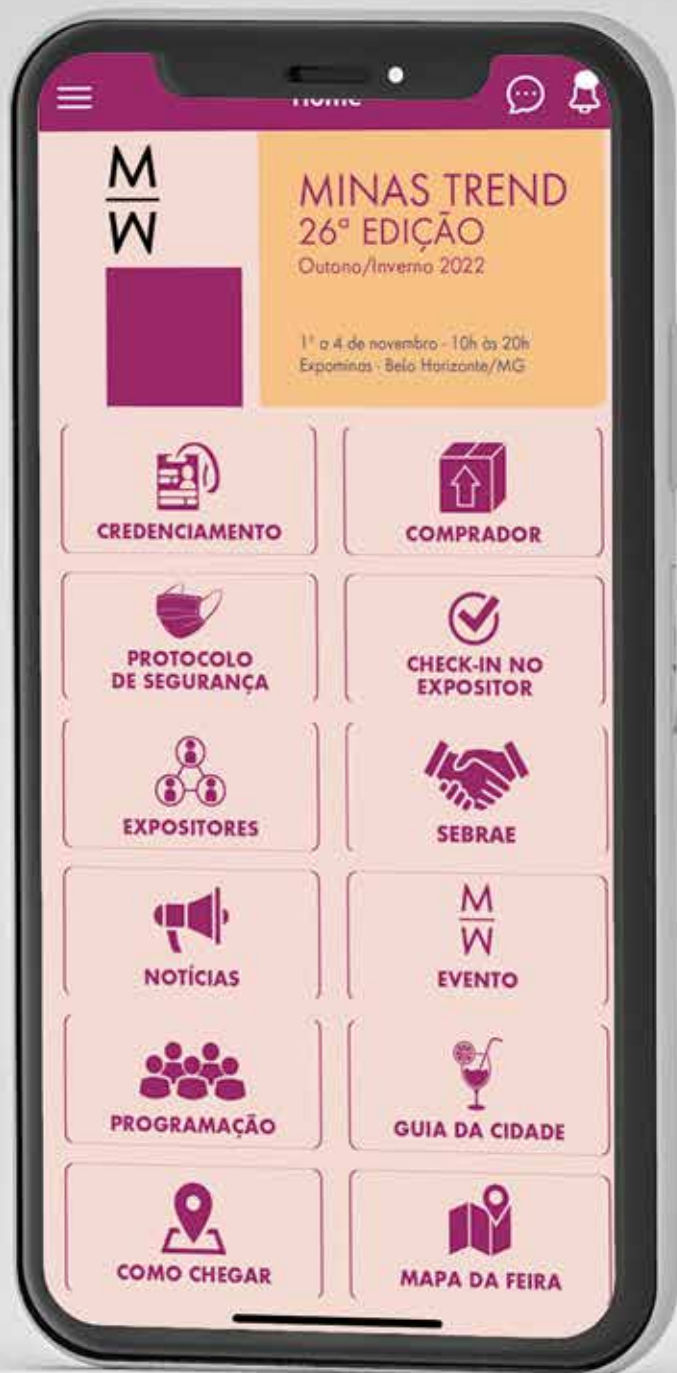 Home
M
W
MINAS TREND
26ª EDIÇÃO
Outono/Inverno 2022
1º a 4 de novembro - 10h às 20h
Expominas - Belo Horizonte/MG
CREDENCIAMENTO
COMPRADOR
PROTOCOLO
DE SEGURANÇA
CHECK-IN NO
EXPOSITOR
EXPOSITORES
SEBRAE
NOTÍCIAS
M
W
EVENTO
PROGRAMAÇÃO
GUIA DA CIDADE
COMO CHEGAR
MAPA DA FEIRA